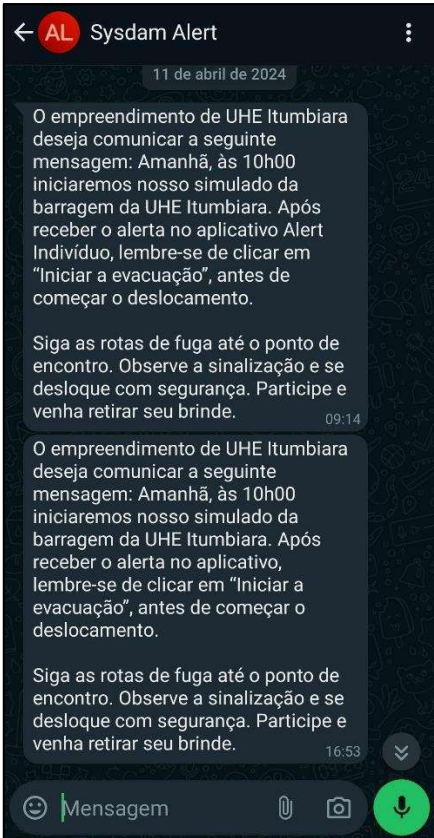 AL Sysdam Alert
11 de abril de 2024
O empreendimento de UHE Itumbiara
deseja comunicar a seguinte
mensagem: Amanhã, às 10h00
iniciaremos nosso simulado da
barragem da UHE Itumbiara. Após
receber o alerta no aplicativo Alert
Indivíduo, lembre-se de clicar em
“Iniciar a evacuação”, antes de
começar o deslocamento.
Siga as rotas de fuga até o ponto de
encontro. Observe a sinalização e se
desloque com segurança. Participe e
venha retirar seu brinde.
09:14
O empreendimento de UHE Itumbiara
deseja comunicar a seguinte
mensagem: Amanhã, às 10h00
iniciaremos nosso simulado da
barragem da UHE Itumbiara. Após
receber o alerta no aplicativo,
lembre-se de clicar em “Iniciar a
evacuação”, antes de começar o
deslocamento.
Siga as rotas de fuga até o ponto de
encontro. Observe a sinalização e se
desloque com segurança. Participe e
venha retirar seu brinde.
16:53
Mensagem